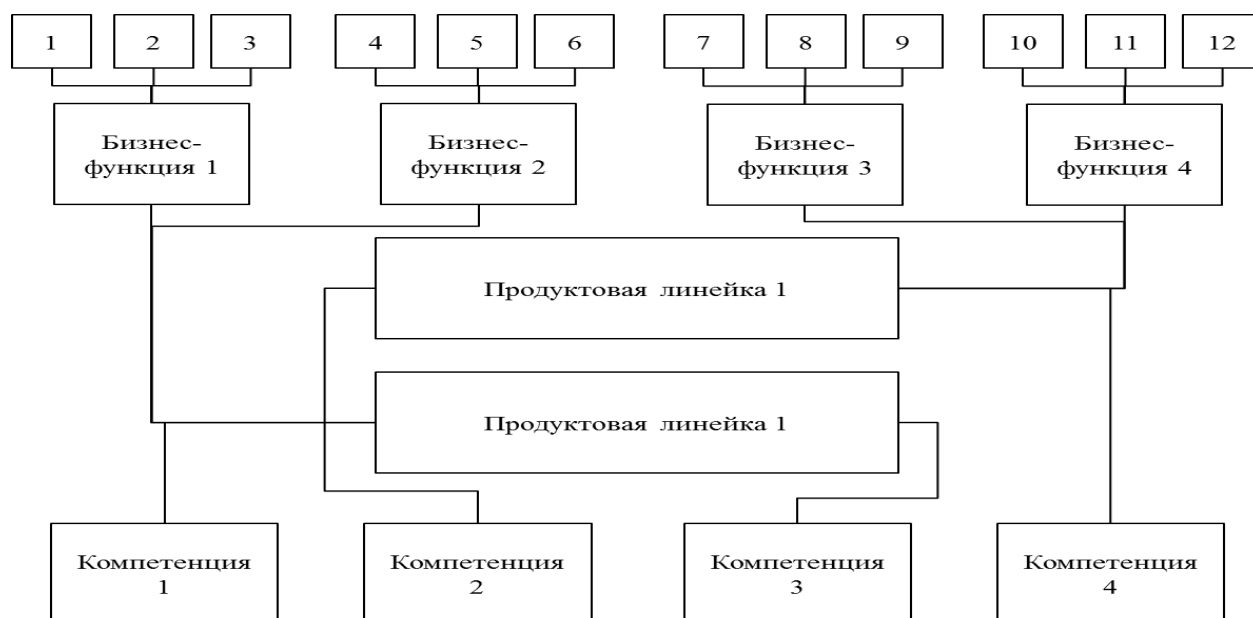 1 2 3 4 5 6 7 8 9 10 11 12
Бизнес-
функция 1
Бизнес-
функция 2
Бизнес-
функция 3
Бизнес-
функция 4
Продуктовая линейка 1
Продуктовая линейка 1
Компетенция
1
Компетенция
2
Компетенция
3
Компетенция
4